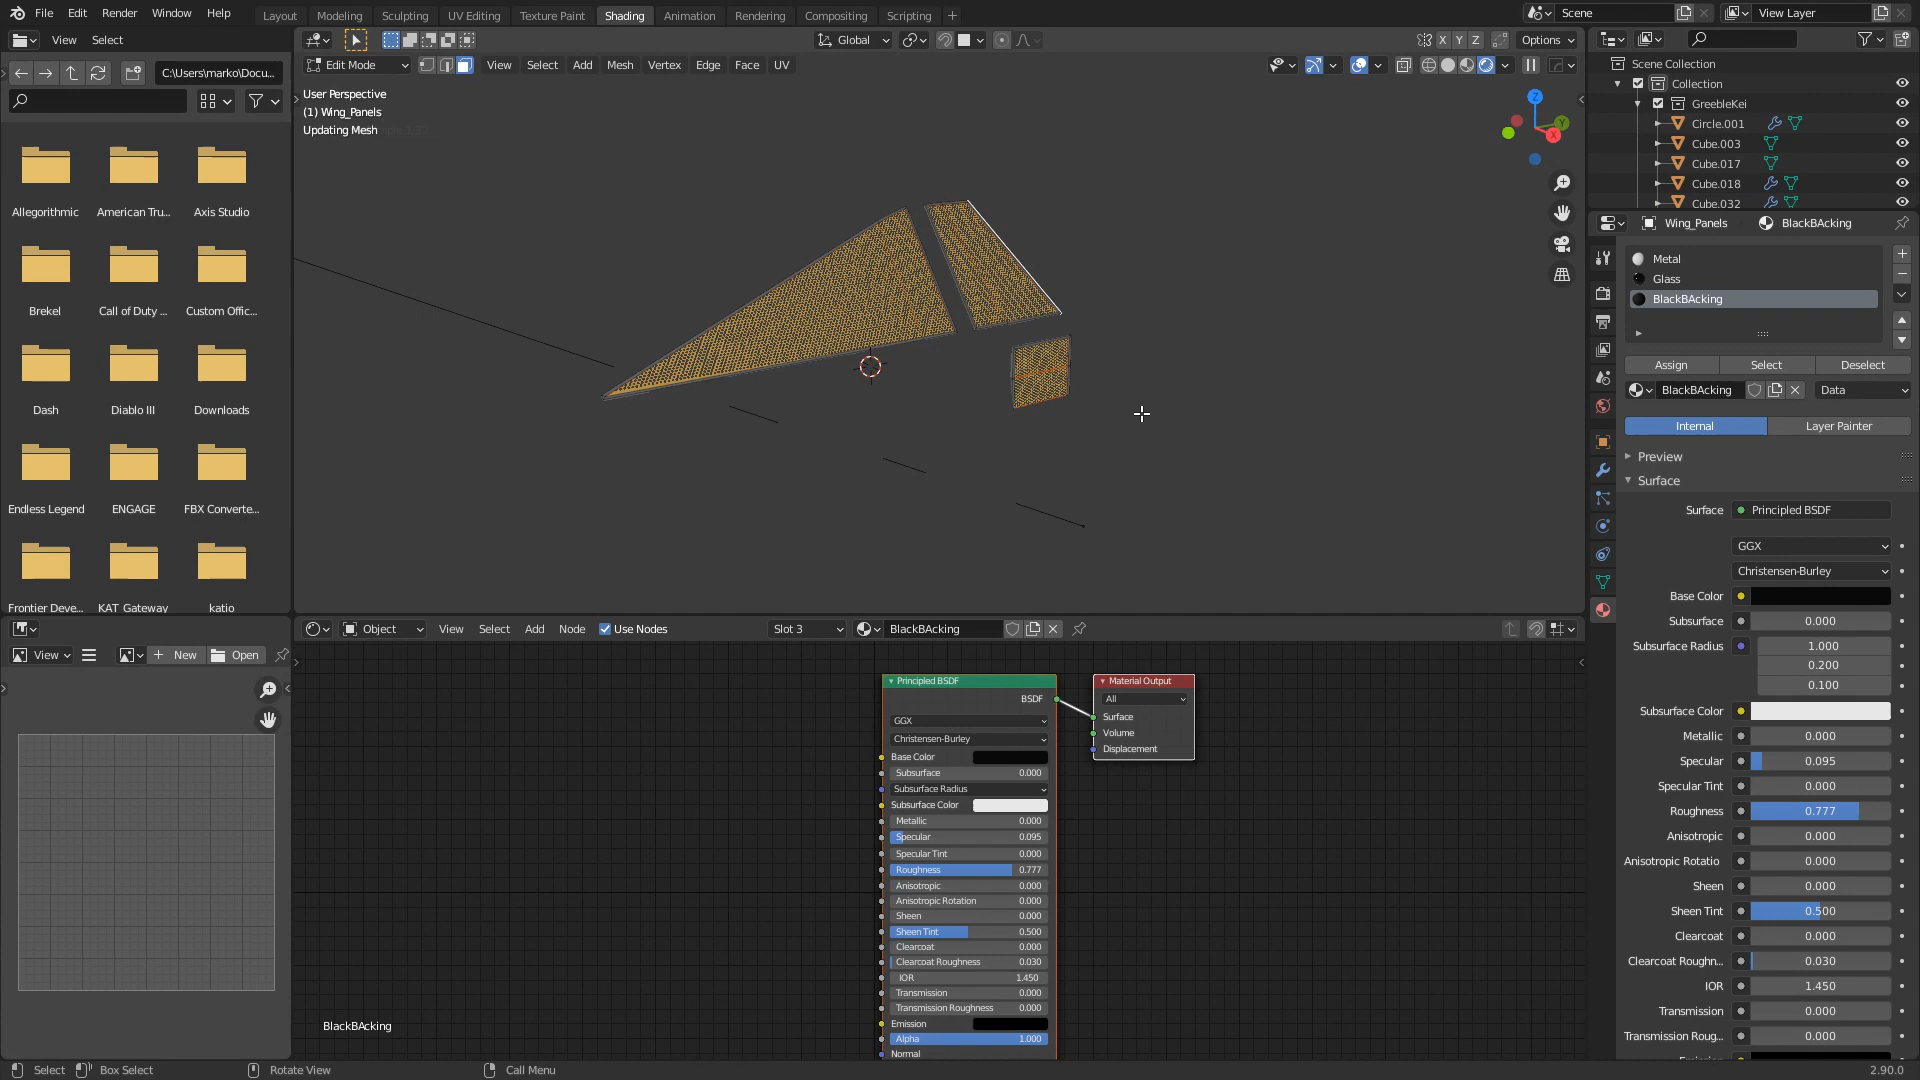 File Edit Render Window Help
Layout Modeling Sculpting UV Editing Texture Paint Shading Animation Rendering Compositing Scripting
Scene
View Layer
View Select
C:\Users\marko\Docu...
Allegorithmic American Tru... Axis Studio
Brekel Call of Duty ... Custom Offic...
Dash Diablo III Downloads
Endless Legend ENGAGE FBX Converte...
Frontier Deve... KAT Gateway katio
Global
X Y Z Options
Edit Mode View Select Add Mesh Vertex Edge Face UV
User Perspective
(1) Wing_Panels
Updating Mesh
Z
Y
X
Scene Collection
Collection
GreebleKei
Circle.001
Cube.003
Cube.017
Cube.018
Cube.032
Wing_Panels BlackBAcking
Metal
Glass
BlackBAcking
Assign Select Deselect
BlackBAcking Data
Internal Layer Painter
Preview
Surface
Surface Principled BSDF
GGX
Christensen-Burley
Base Color
Subsurface 0.000
Subsurface Radius 1.000
0.200
0.100
Subsurface Color
Metallic 0.000
Specular 0.095
Specular Tint 0.000
Roughness 0.777
Anisotropic 0.000
Anisotropic Rotatio 0.000
Sheen 0.000
Sheen Tint 0.500
Clearcoat 0.000
Clearcoat Roughn... 0.030
IOR 1.450
Transmission 0.000
Transmission Roug... 0.000
View New Open
Object View Select Add Node Use Nodes Slot 3 BlackBAcking
Principled BSDF
BSDF
GGX
Christensen-Burley
Base Color
Subsurface 0.000
Subsurface Radius
Subsurface Color
Metallic 0.000
Specular 0.095
Specular Tint 0.000
Roughness 0.777
Anisotropic 0.000
Anisotropic Rotation 0.000
Sheen 0.000
Sheen Tint 0.500
Clearcoat 0.000
Clearcoat Roughness 0.030
IOR 1.450
Transmission 0.000
Transmission Roughness 0.000
Emission
Alpha 1.000
Normal
Material Output
All
Surface
Volume
Displacement
BlackBAcking
Select Box Select Rotate View Call Menu 2.90.0